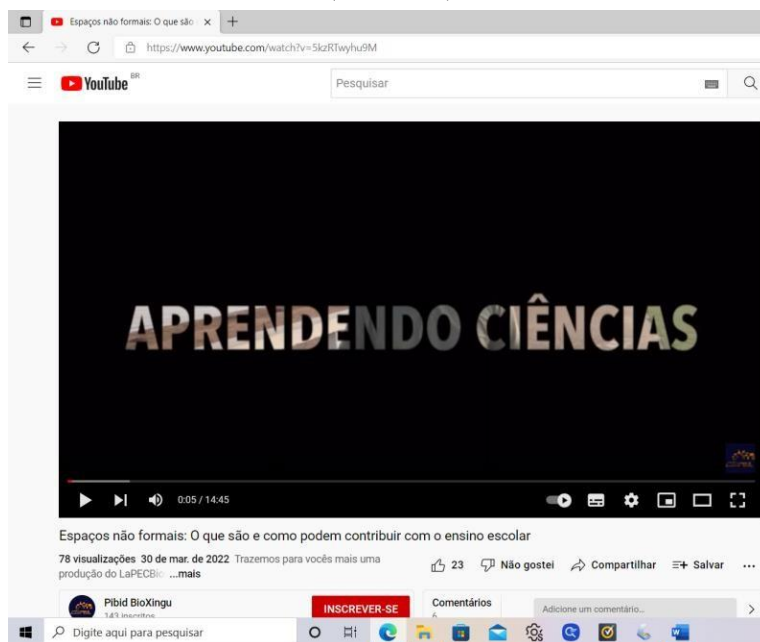 Espaços não formais: O que são
https://www.youtube.com/watch?v=5kzRTwyhu9M
YouTube BR
Pesquisar
APRENDENDO CIÊNCIAS
0:05 / 14:45
Espaços não formais: O que são e como podem contribuir com o ensino escolar
78 visualizações 30 de mar. de 2022 Trazemos para vocês mais uma
produção do LaPECBio ...mais
23 Não gostei Compartilhar Salvar ...
Pibid BioXingu
143 inscritos
INSCREVER-SE
Comentários
6
Adicione um comentário...
Digite aqui para pesquisar